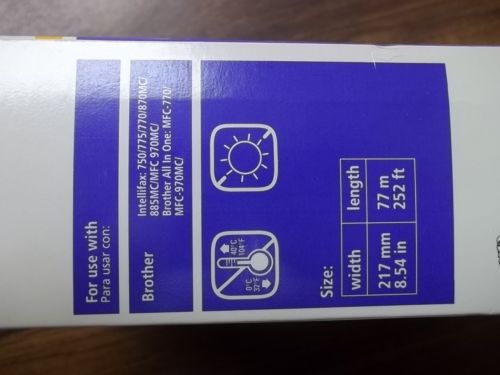 For use with
Para usar con:
Brother
Intellifax: 750/775/770/870MC/
885MC/MFC 970MC/
Brother All In One: MFC-770/
MFC-970MC/
40°C
104°F
0°C
32°F
Size:
width length
217 mm 77 m
8.54 in 252 ft